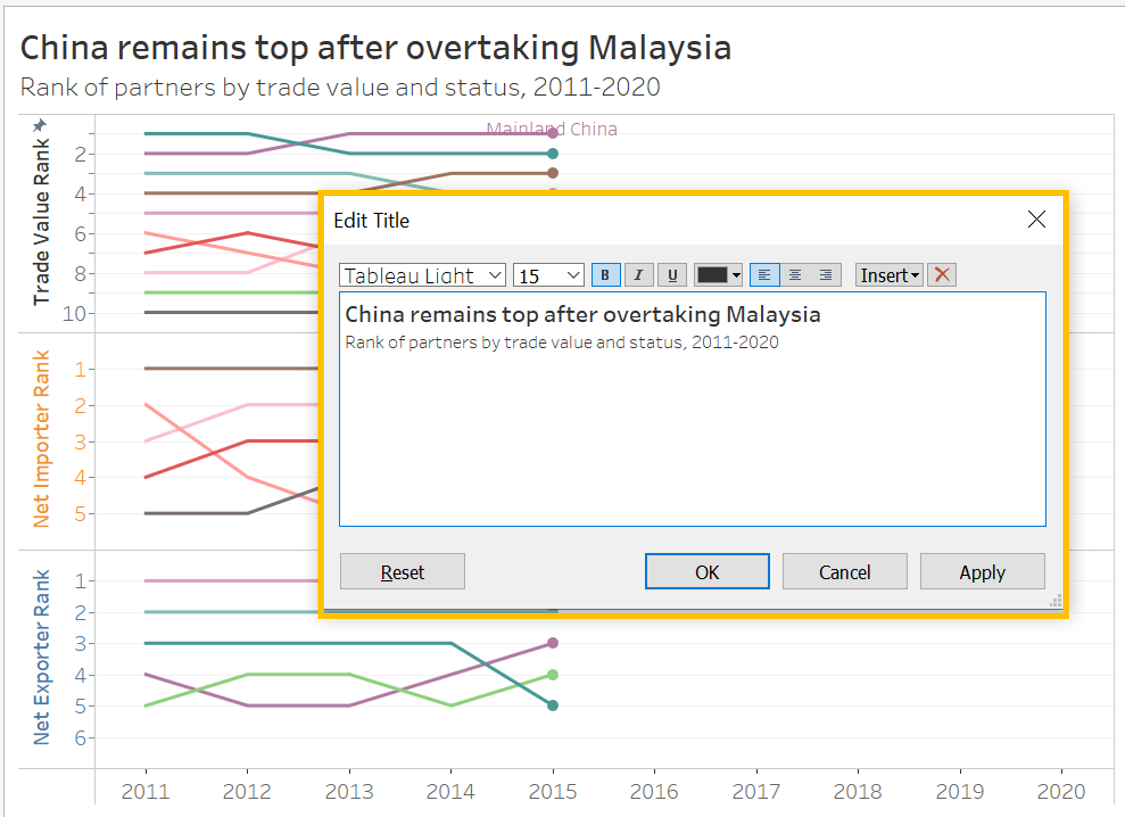 China remains top after overtaking Malaysia
Rank of partners by trade value and status, 2011-2020
Mainland China
Trade Value Rank
2
4
6
8
10
Net Importer Rank
1
2
3
4
5
Net Exporter Rank
1
2
3
4
5
6
2011 2012 2013 2014 2015 2016 2017 2018 2019 2020
Edit Title
Tableau Light 15 B I U Insert
China remains top after overtaking Malaysia
Rank of partners by trade value and status, 2011-2020
Reset OK Cancel Apply